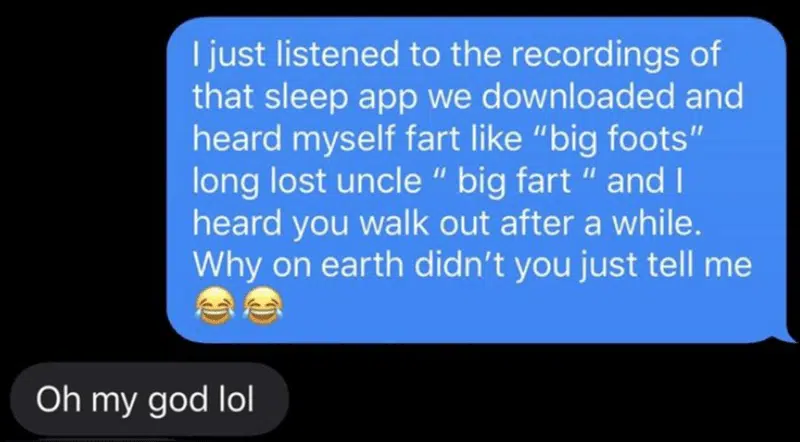 I just listened to the recordings of
that sleep app we downloaded and
heard myself fart like “big foots”
long lost uncle “ big fart “ and I
heard you walk out after a while.
Why on earth didn’t you just tell me
😂😂
Oh my god lol